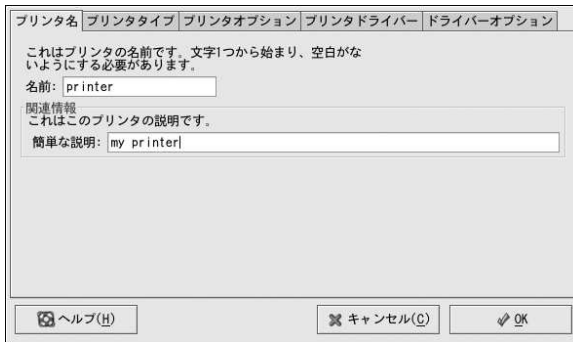 プリンタ名 プリンタタイプ プリンタオプション プリンタドライバー ドライバーオプション
これはプリンタの名前です。文字1つから始まり、空白がな
いようにする必要があります。
名前: printer
関連情報
これはこのプリンタの説明です。
簡単な説明: my printer
ヘルプ(H) キャンセル(C) OK